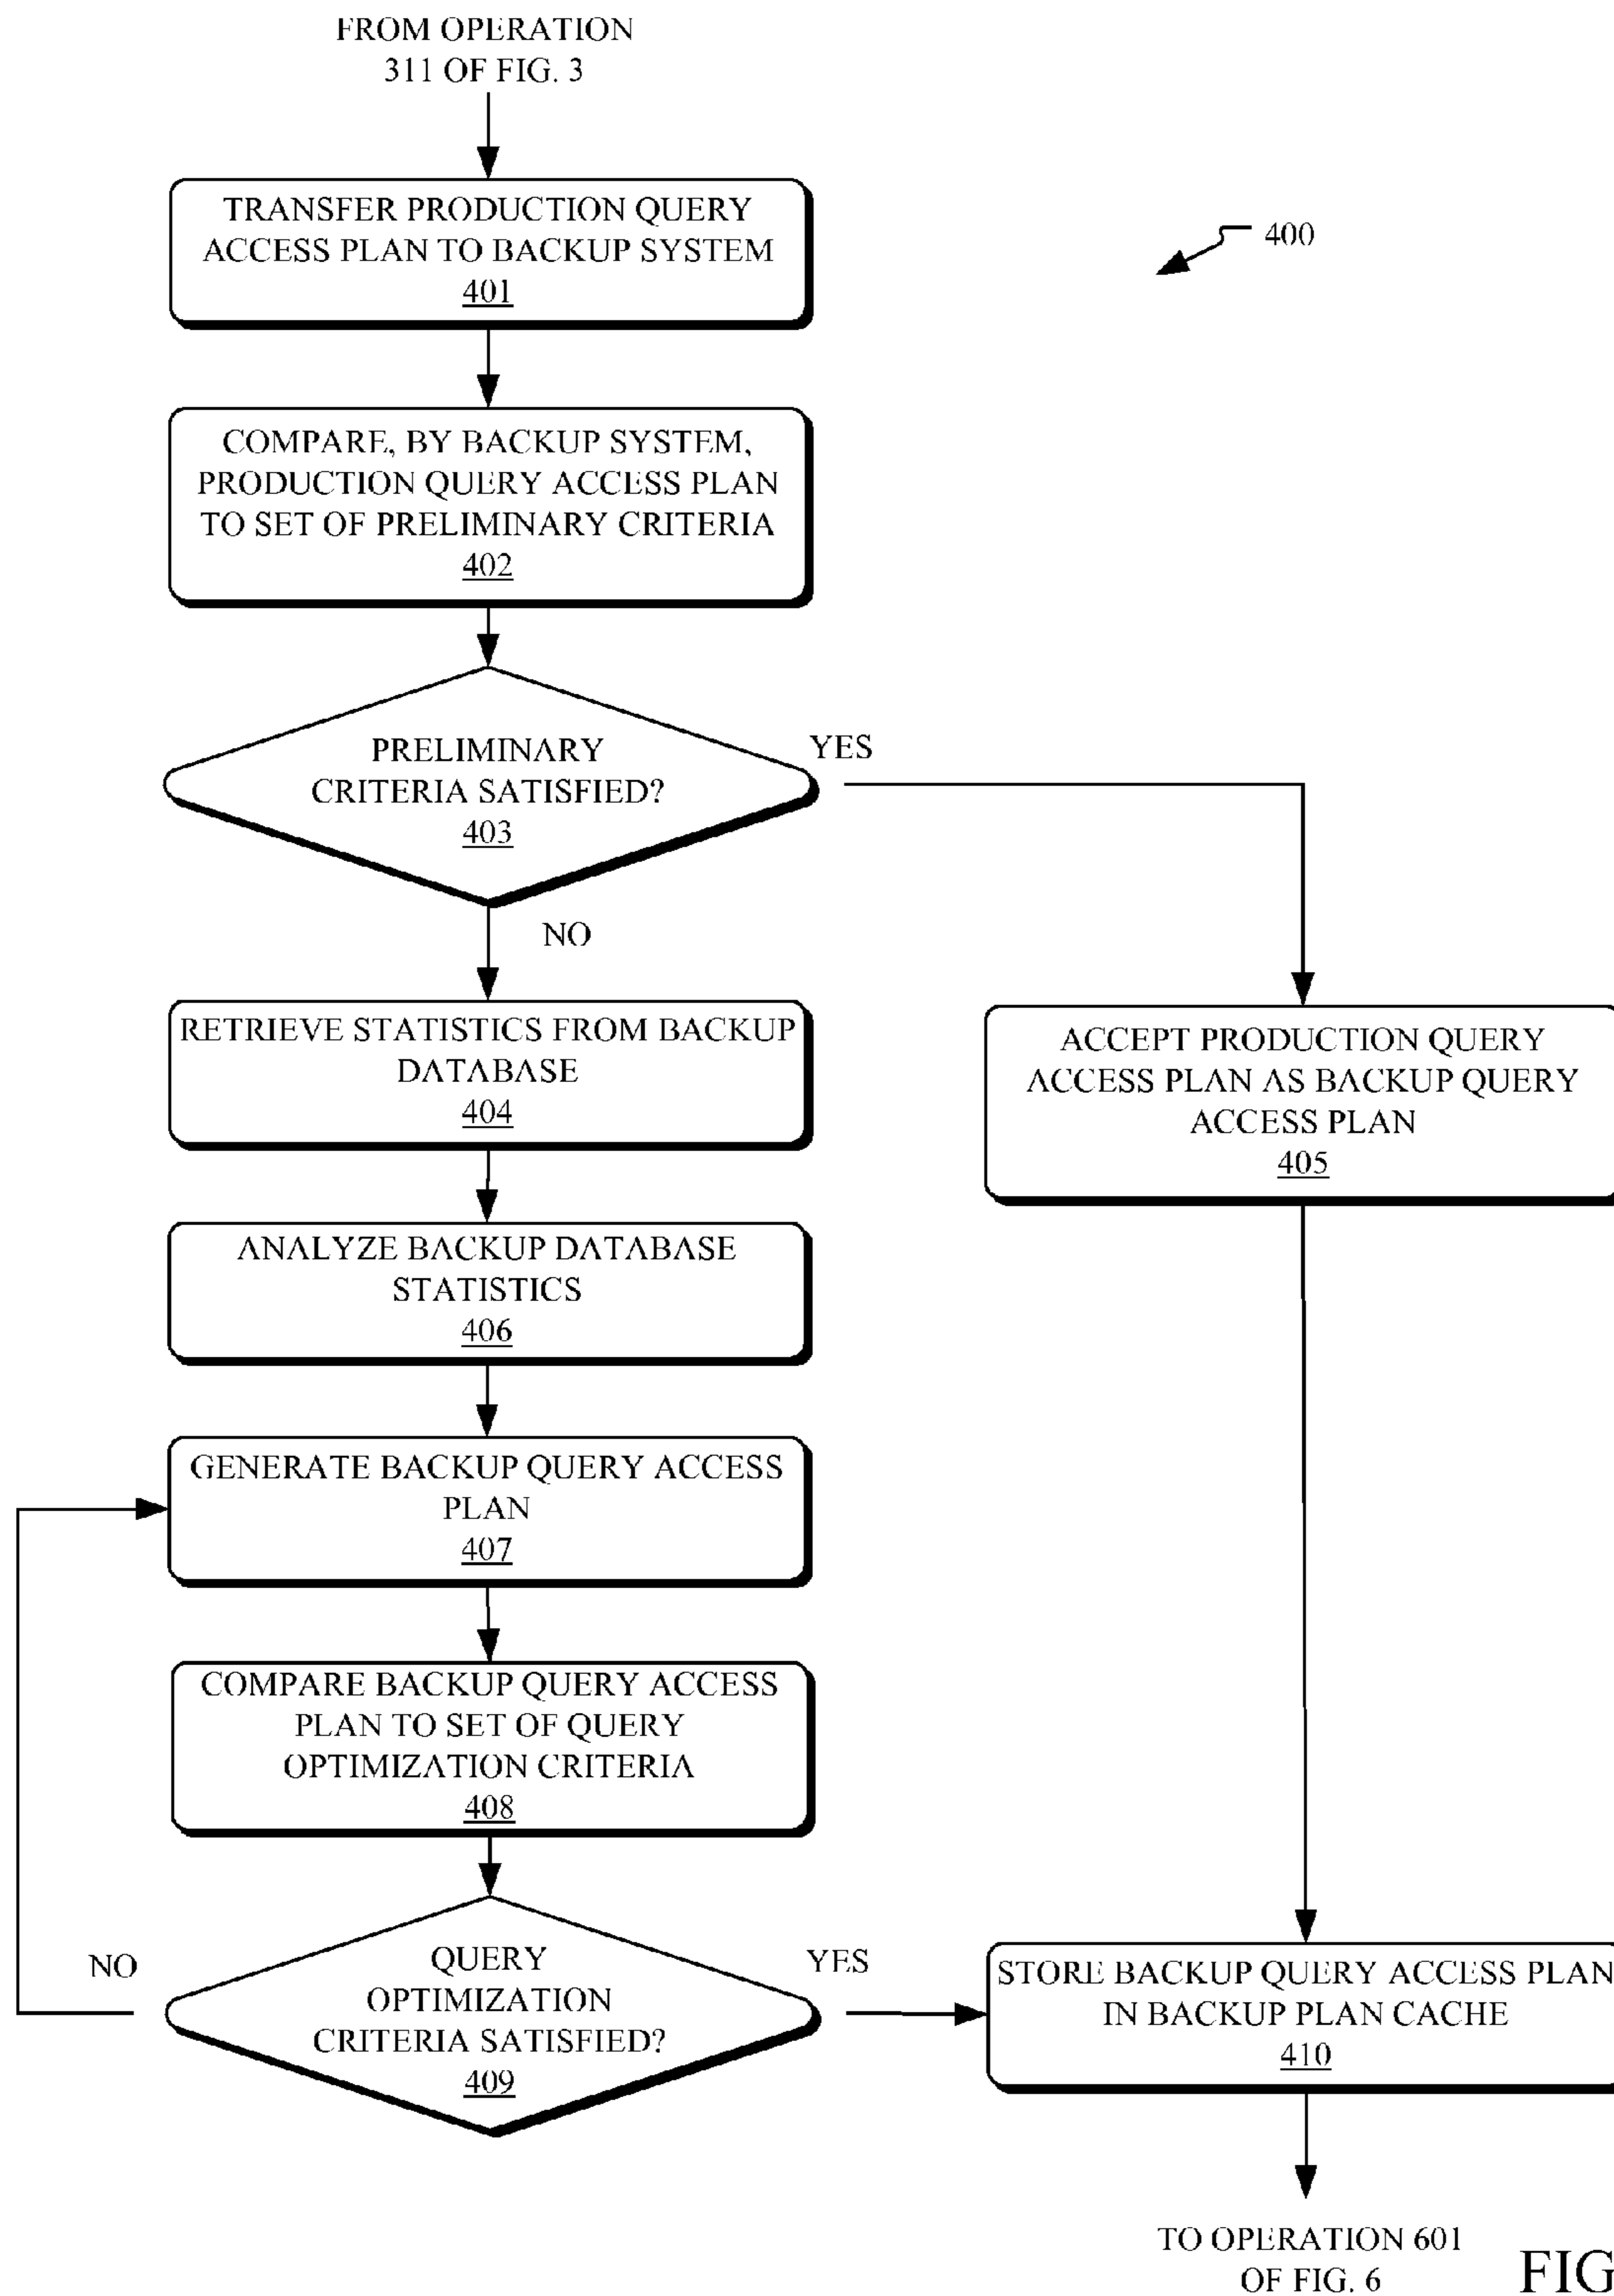 FROM OPERATION
311 OF FIG. 3
400
TRANSFER PRODUCTION QUERY
ACCESS PLAN TO BACKUP SYSTEM
401
COMPARE, BY BACKUP SYSTEM,
PRODUCTION QUERY ACCESS PLAN
TO SET OF PRELIMINARY CRITERIA
402
PRELIMINARY
CRITERIA SATISFIED?
403
YES
NO
RETRIEVE STATISTICS FROM BACKUP
DATABASE
404
ACCEPT PRODUCTION QUERY
ACCESS PLAN AS BACKUP QUERY
ACCESS PLAN
405
ANALYZE BACKUP DATABASE
STATISTICS
406
GENERATE BACKUP QUERY ACCESS
PLAN
407
COMPARE BACKUP QUERY ACCESS
PLAN TO SET OF QUERY
OPTIMIZATION CRITERIA
408
NO
QUERY
OPTIMIZATION
CRITERIA SATISFIED?
409
YES
STORE BACKUP QUERY ACCESS PLAN
IN BACKUP PLAN CACHE
410
TO OPERATION 601
OF FIG. 6
FIG